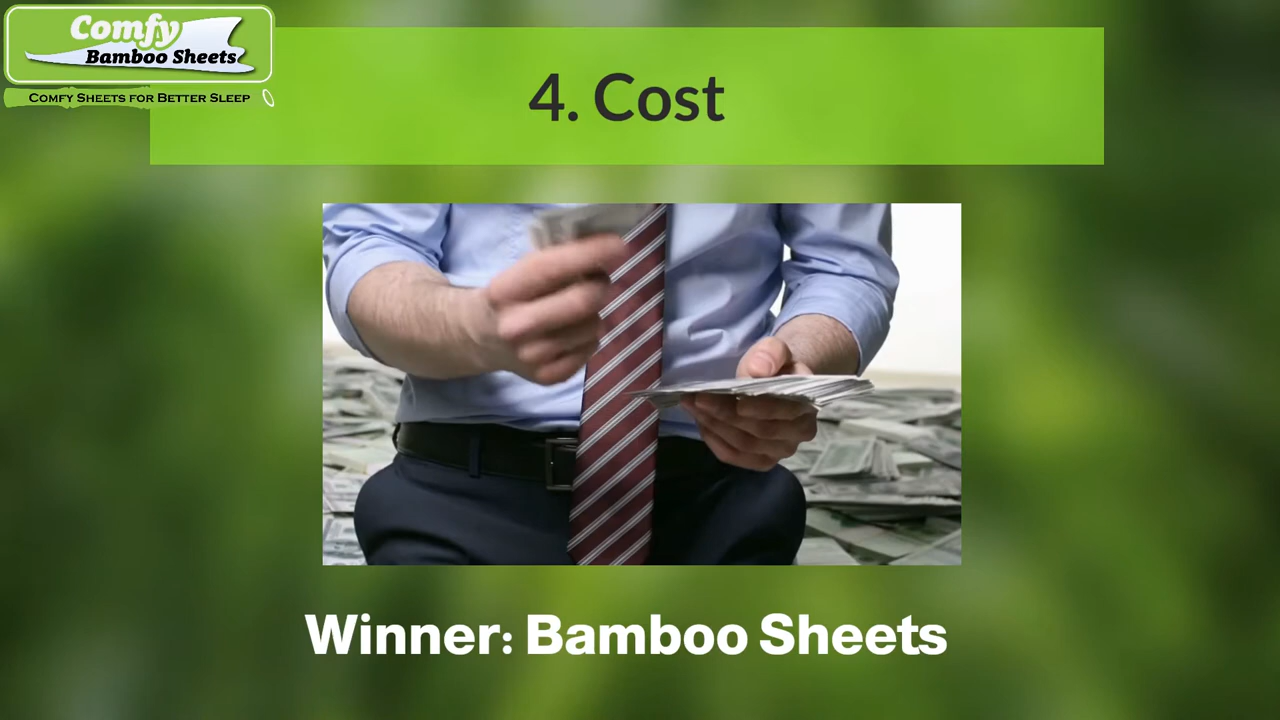 Comfy
Bamboo Sheets
Comfy Sheets for Better Sleep
4. Cost
Winner: Bamboo Sheets